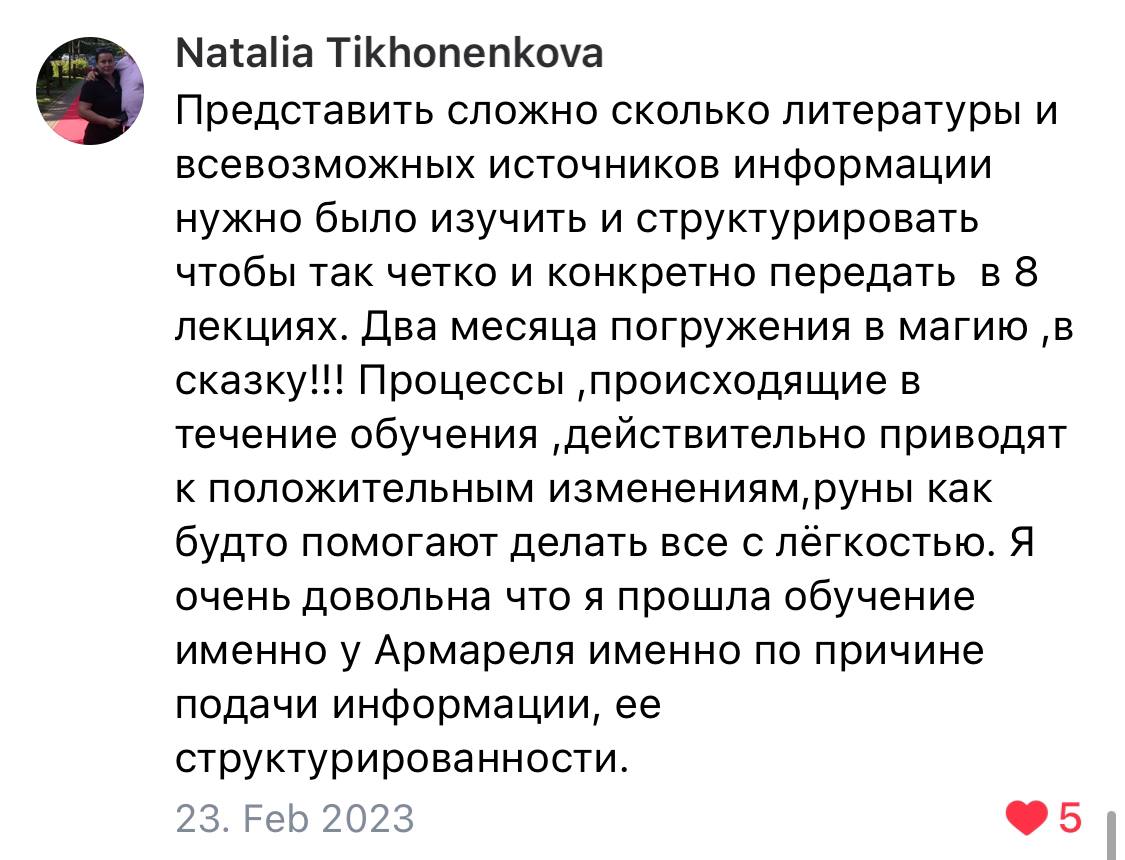 Natalia Tikhonenkova
Представить сложно сколько литературы и
всевозможных источников информации
нужно было изучить и структурировать
чтобы так четко и конкретно передать  в 8
лекциях. Два месяца погружения в магию ,в
сказку!!! Процессы ,происходящие в
течение обучения ,действительно приводят
к положительным изменениям,руны как
будто помогают делать все с лёгкостью. Я
очень довольна что я прошла обучение
именно у Армареля именно по причине
подачи информации, ее
структурированности.
23. Feb 2023
5